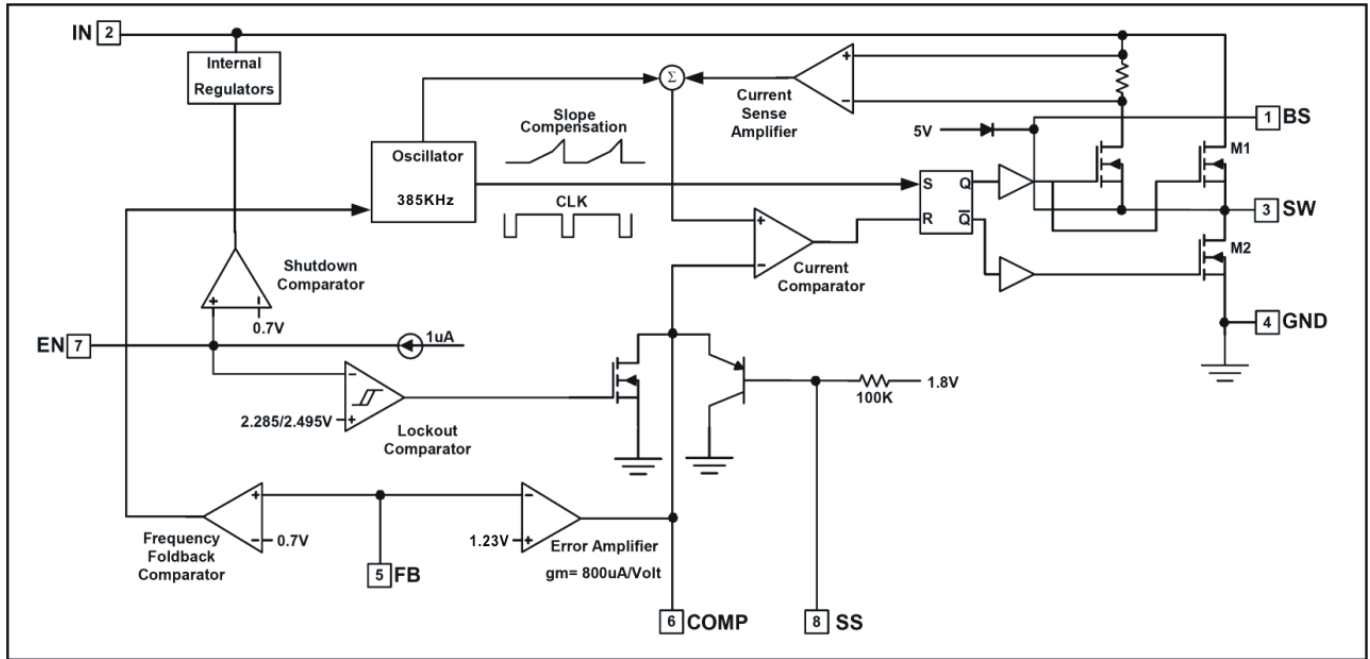 IN 2
Internal
Regulators
+
−
Σ
Current
Sense
Amplifier
Slope
Compensation
5V
1 BS
M1
Oscillator
385KHz
CLK
S Q
R Q̅
3 SW
M2
+
−
Current
Comparator
Shutdown
Comparator
+ −
0.7V
4 GND
EN 7
1uA
−
+
2.285/2.495V
Lockout
Comparator
100K
1.8V
+
−
0.7V
Frequency
Foldback
Comparator
5 FB
−
+
1.23V
Error Amplifier
gm= 800uA/Volt
6 COMP
8 SS